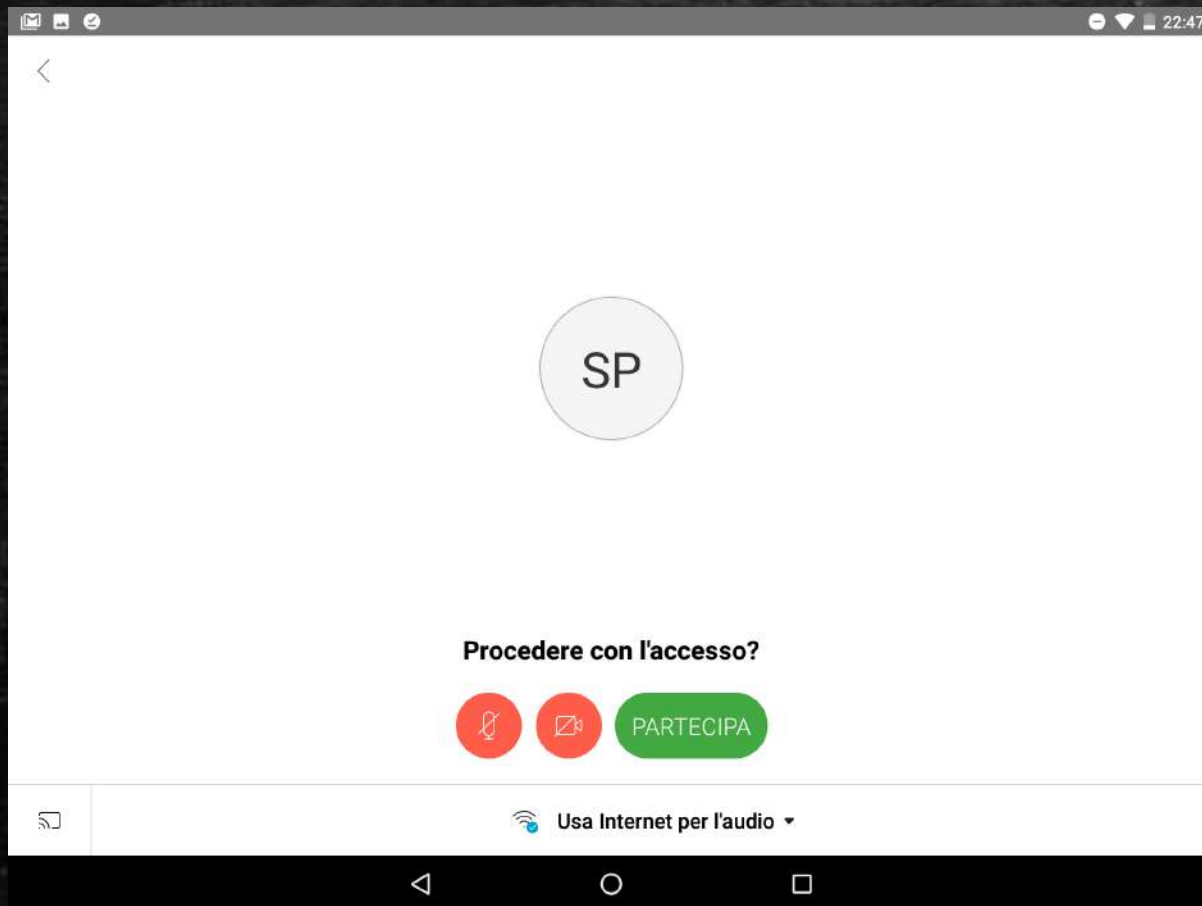 22:47
SP
Procedere con l'accesso?
PARTECIPA
Usa Internet per l'audio